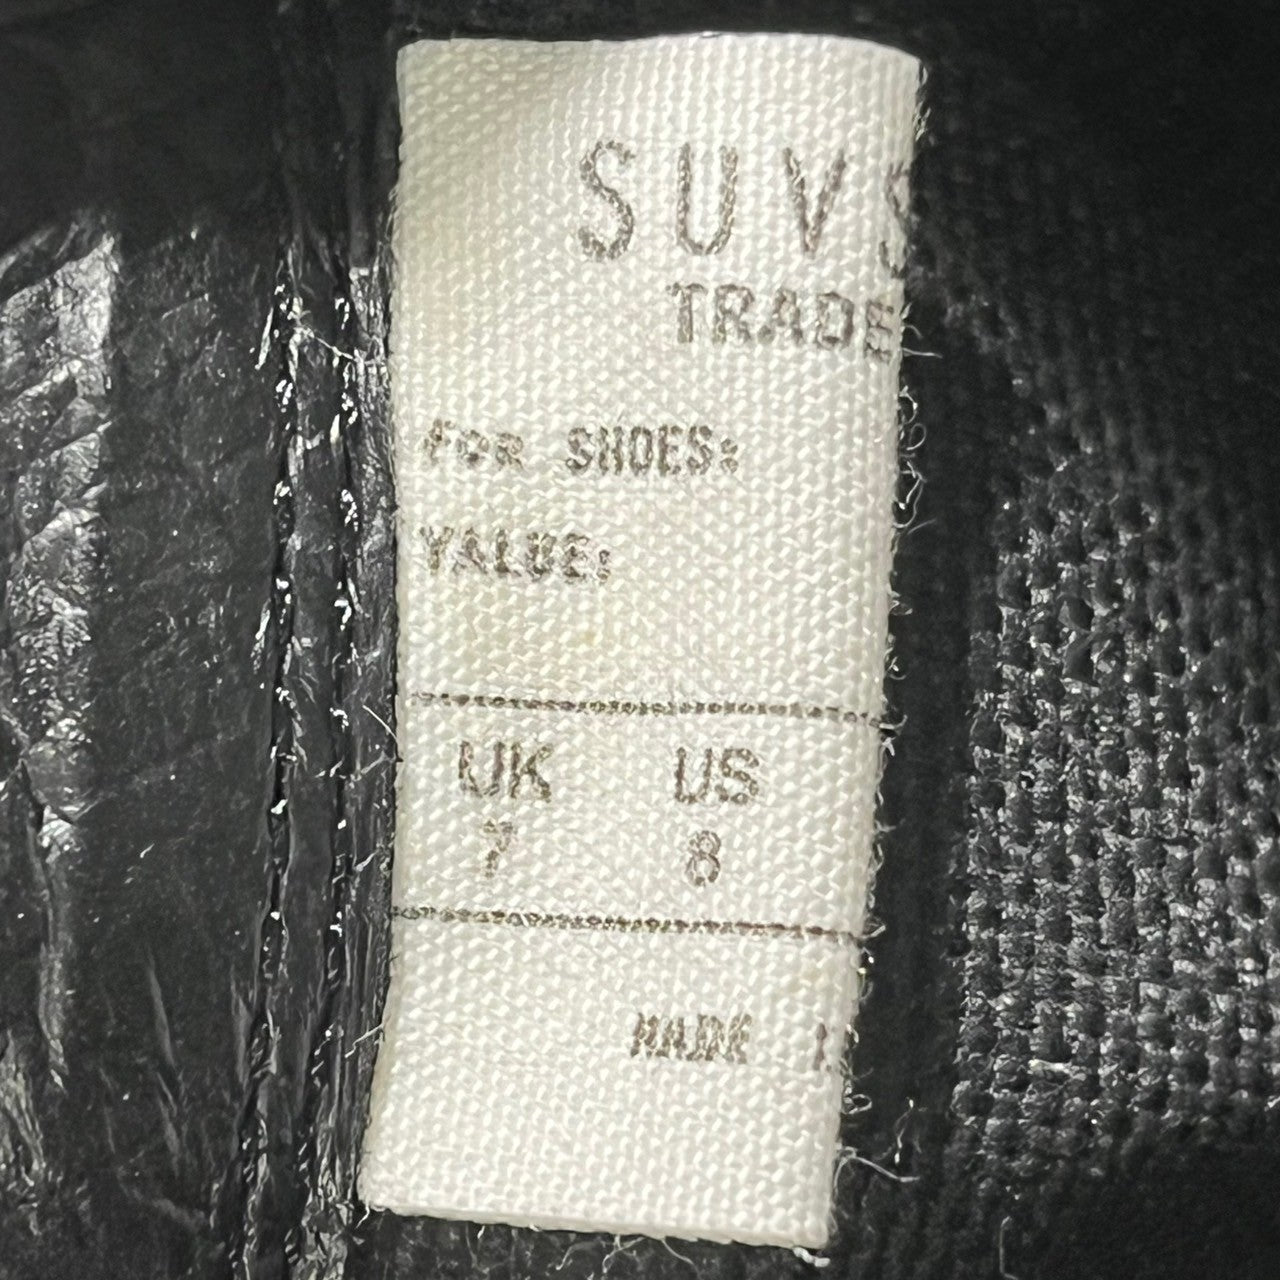 SUVS
TRADE
FOR SHOES:
VALUE:
UK US
7 8
MADE